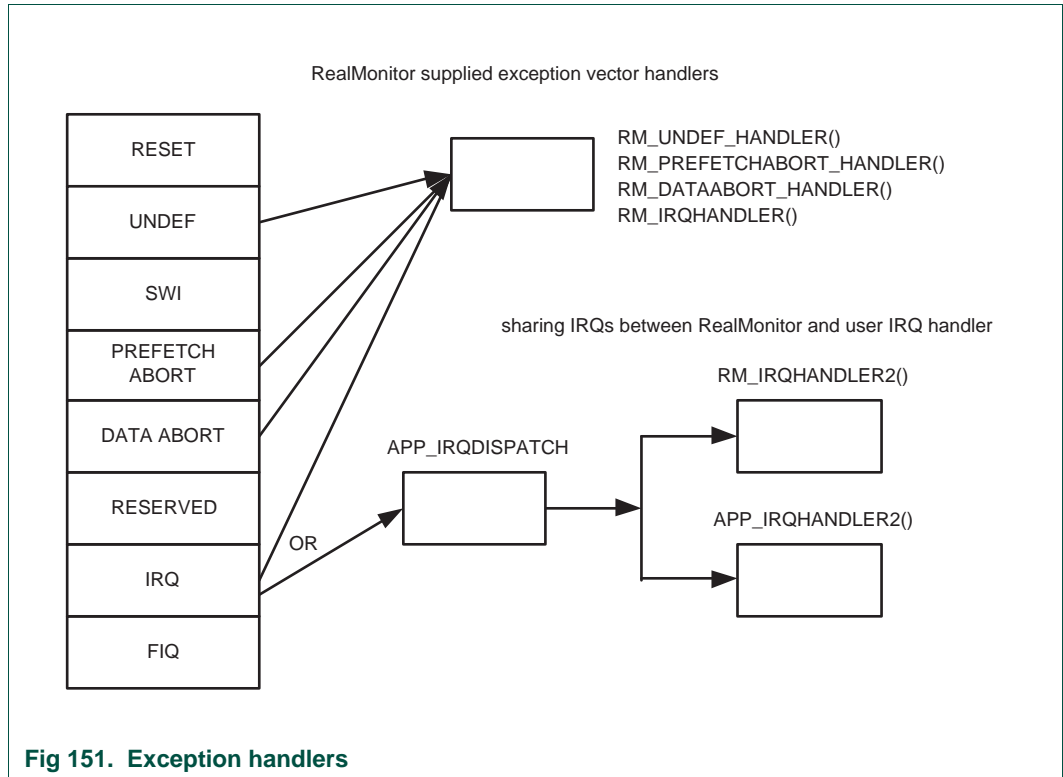 RealMonitor supplied exception vector handlers
RESET
UNDEF
SWI
PREFETCH
ABORT
DATA ABORT
RESERVED
IRQ
FIQ
RM_UNDEF_HANDLER()
RM_PREFETCHABORT_HANDLER()
RM_DATAABORT_HANDLER()
RM_IRQHANDLER()
sharing IRQs between RealMonitor and user IRQ handler
RM_IRQHANDLER2()
APP_IRQDISPATCH
OR
APP_IRQHANDLER2()
Fig 151. Exception handlers